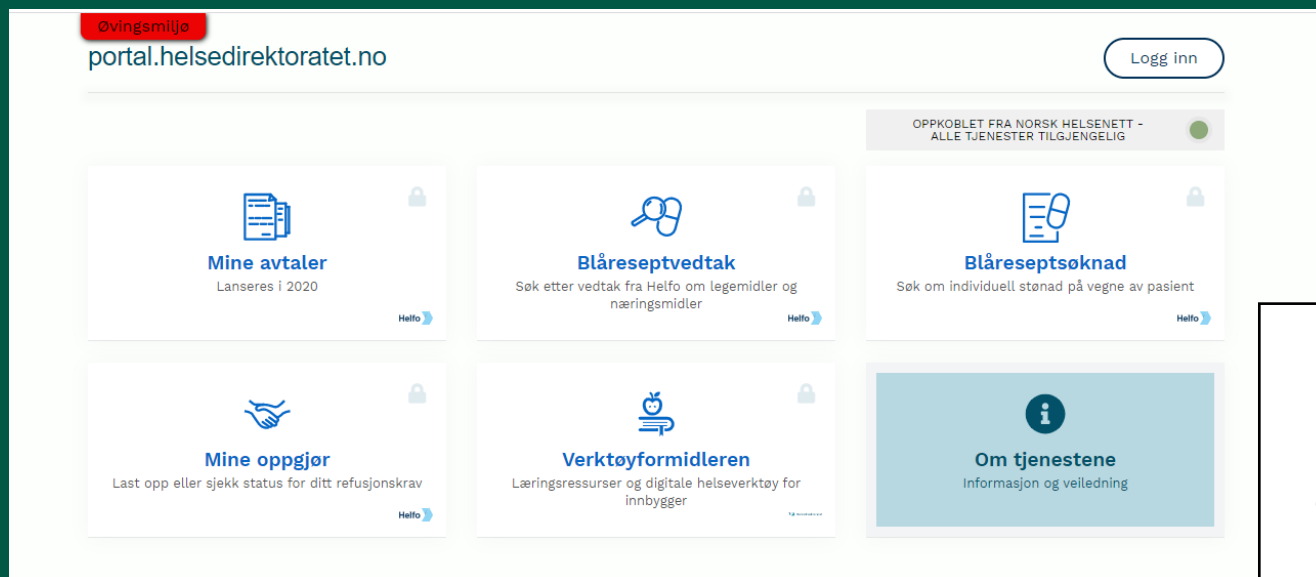 Øvingsmiljø
portal.helsedirektoratet.no
Logg inn
OPPKOBLET FRA NORSK HELSENETT -
ALLE TJENESTER TILGJENGELIG
Mine avtaler
Lanseres i 2020
Helfo
Blåreseptvedtak
Søk etter vedtak fra Helfo om legemidler og
næringsmidler
Helfo
Blåreseptsøknad
Søk om individuell stønad på vegne av pasient
Helfo
Mine oppgjør
Last opp eller sjekk status for ditt refusjonskrav
Helfo
Verktøyformidleren
Læringsressurser og digitale helseverktøy for
innbygger
Om tjenestene
Informasjon og veiledning